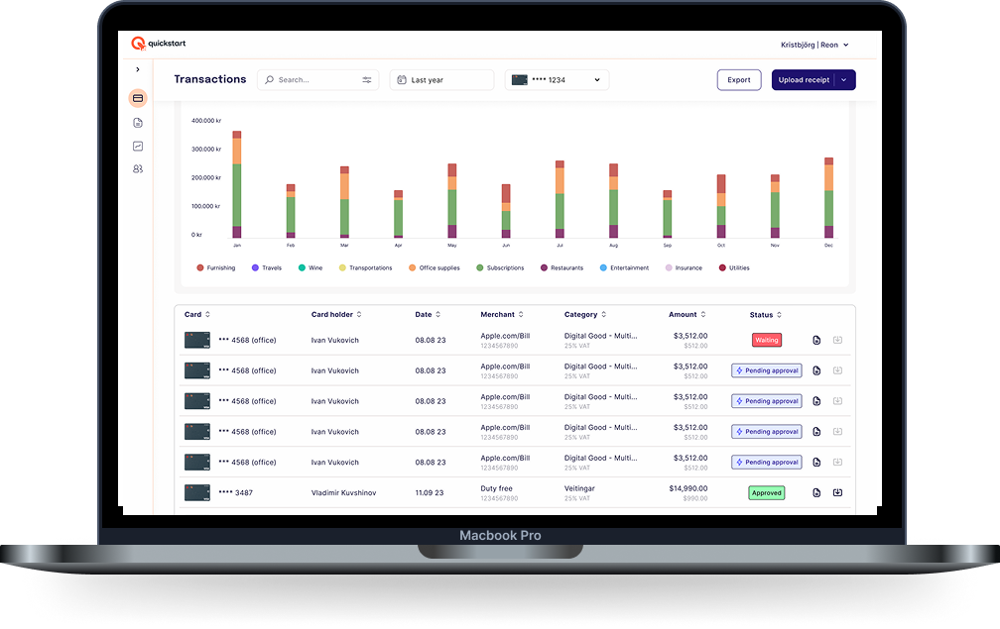 quickstart
Kristbjörg | Reon
Transactions
Search...
Last year
**** 1234
Export
Upload receipt
400.000 kr
300.000 kr
200.000 kr
100.000 kr
0 kr
Jan Feb Mar Apr May Jun Jul Aug Sep Oct Nov Dec
Furnishing Travels Wine Transportations Office supplies Subscriptions Restaurants Entertainment Insurance Utilities
Card Card holder Date Merchant Category Amount Status
*** 4568 (office) Ivan Vukovich 08.08 23 Apple.com/Bill Digital Good - Multi... $3,512.00 Waiting
1234567890 25% VAT $512.00
*** 4568 (office) Ivan Vukovich 08.08 23 Apple.com/Bill Digital Good - Multi... $3,512.00 Pending approval
1234567890 25% VAT $512.00
*** 4568 (office) Ivan Vukovich 08.08 23 Apple.com/Bill Digital Good - Multi... $3,512.00 Pending approval
1234567890 25% VAT $512.00
*** 4568 (office) Ivan Vukovich 08.08 23 Apple.com/Bill Digital Good - Multi... $3,512.00 Pending approval
1234567890 25% VAT $512.00
*** 4568 (office) Ivan Vukovich 08.08 23 Apple.com/Bill Digital Good - Multi... $3,512.00 Pending approval
1234567890 25% VAT $512.00
**** 3487 Vladimir Kuvshinov 11.09 23 Duty free Veitingar $14,990.00 Approved
1234567890 25% VAT $990.00
Macbook Pro